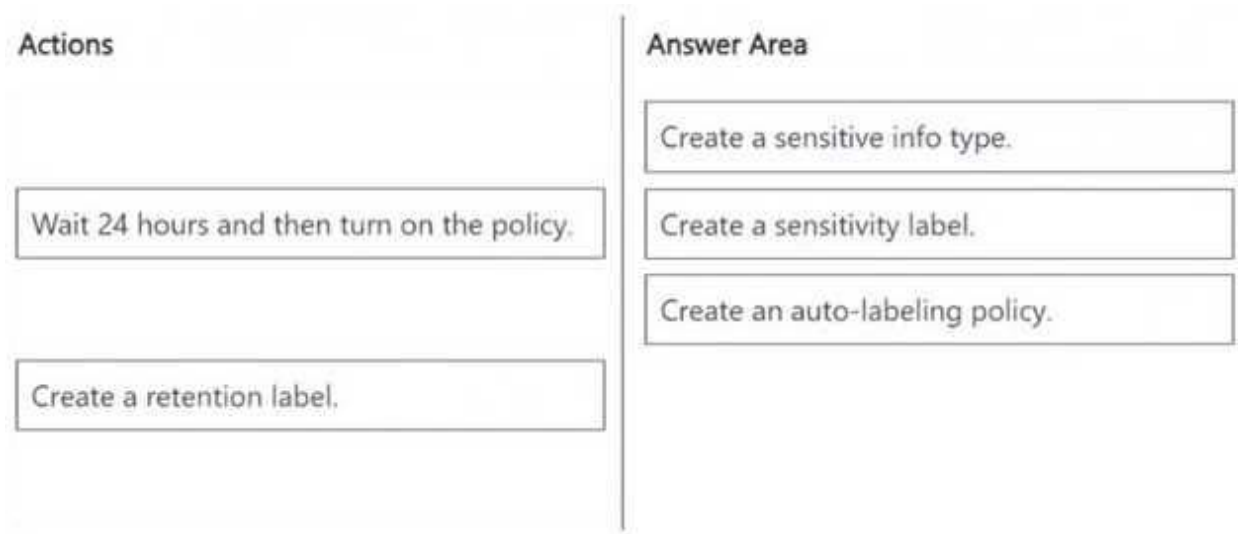 Actions
Wait 24 hours and then turn on the policy.
Create a retention label.
Answer Area
Create a sensitive info type.
Create a sensitivity label.
Create an auto-labeling policy.